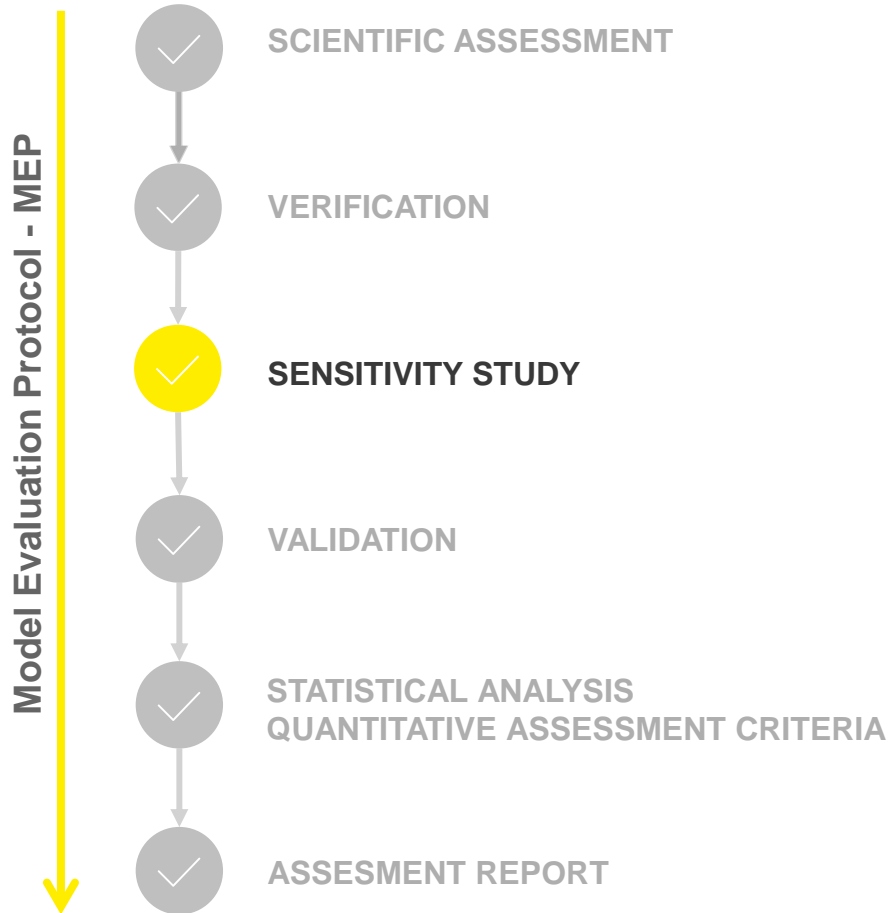 Model Evaluation Protocol - MEP
SCIENTIFIC ASSESSMENT
VERIFICATION
SENSITIVITY STUDY
VALIDATION
STATISTICAL ANALYSIS
QUANTITATIVE ASSESSMENT CRITERIA
ASSESMENT REPORT